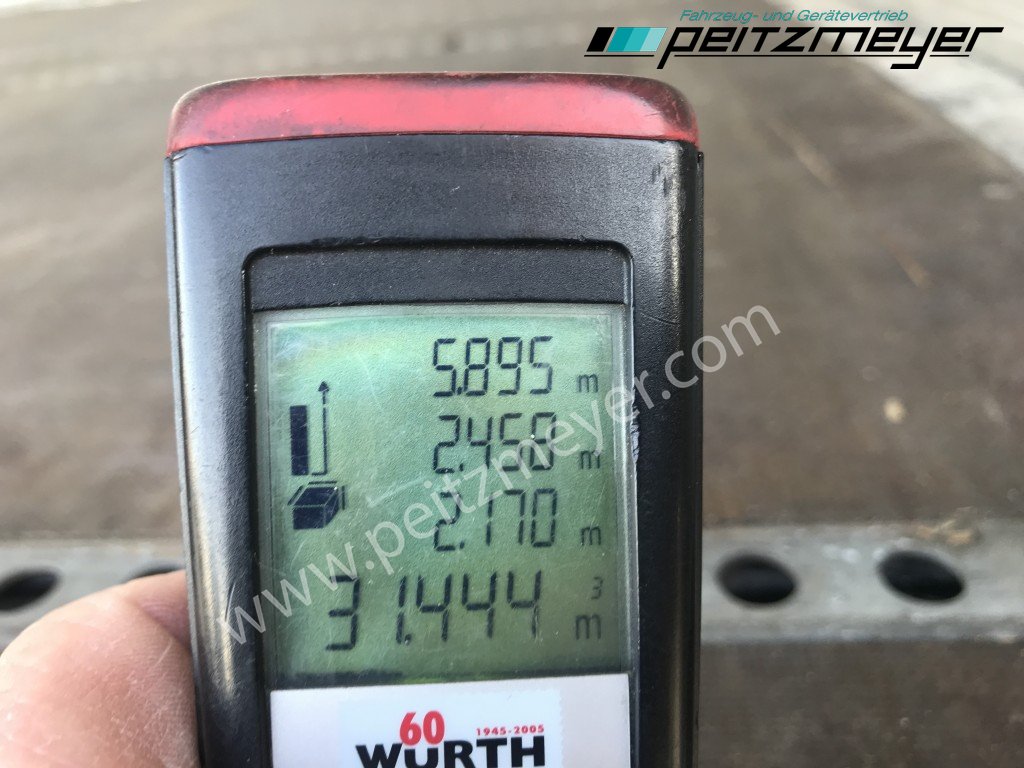 Fahrzeug- und Gerätevertrieb
peitzmeyer
5.895 m
2.458 m
2.170 m
31.444 m³
www.peitzmeyer.com
60 1945-2005
WÜRTH